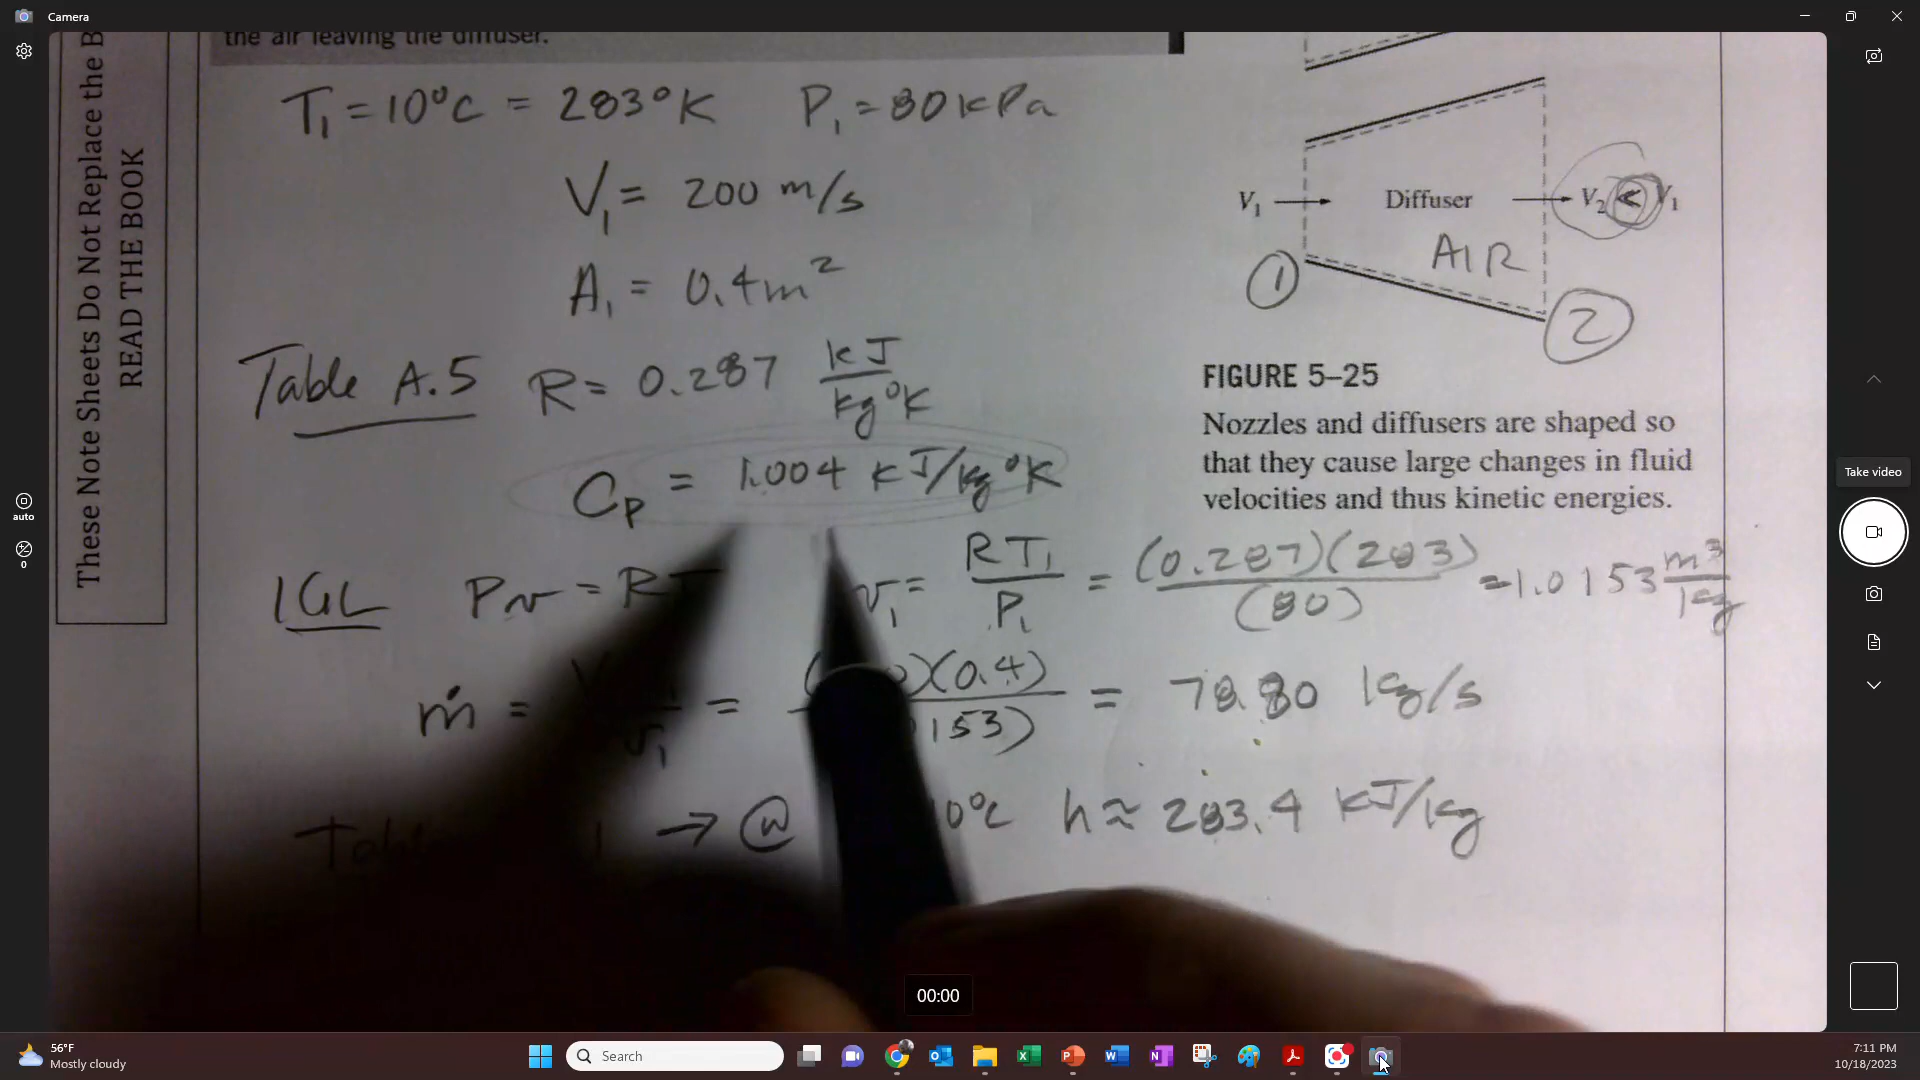 Camera
the air leaving the diffuser.
These Note Sheets Do Not Replace the B
READ THE BOOK
T₁ = 10°C = 283°K P₁ = 80 kPa
V₁ = 200 m/s
A₁ = 0.4 m²
V₁ Diffuser V₂ ≪ V₁
AIR
① ②
Table A.5 R = 0.287 kJ/kg°K
Cp = 1.004 kJ/kg°K
FIGURE 5–25
Nozzles and diffusers are shaped so
that they cause large changes in fluid
velocities and thus kinetic energies.
IGL Pv = RT v₁ = RT₁/P₁ = (0.287)(283)/(80) = 1.0153 m³/kg
ṁ = = )(0.4)/153) = 78.80 kg/s
→ @ 10°C h ≈ 283.4 kJ/kg
auto
0
Take video
00:00
56°F
Mostly cloudy
Search
7:11 PM
10/18/2023